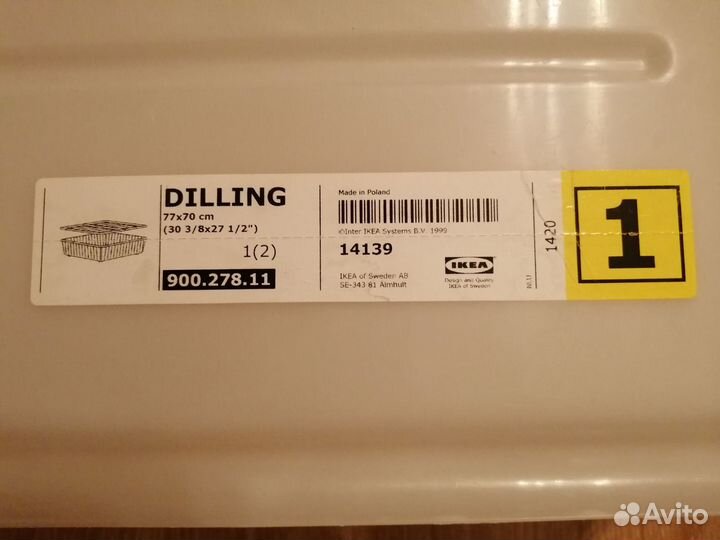 DILLING
77x70 cm
(30 3/8x27 1/2")
1(2)
900.278.11
Made in Poland
©Inter IKEA Systems B.V. 1999
14139
IKEA of Sweden AB
SE-343 81 Älmhult
IKEA
Design and Quality
IKEA of Sweden
1420
1
Avito